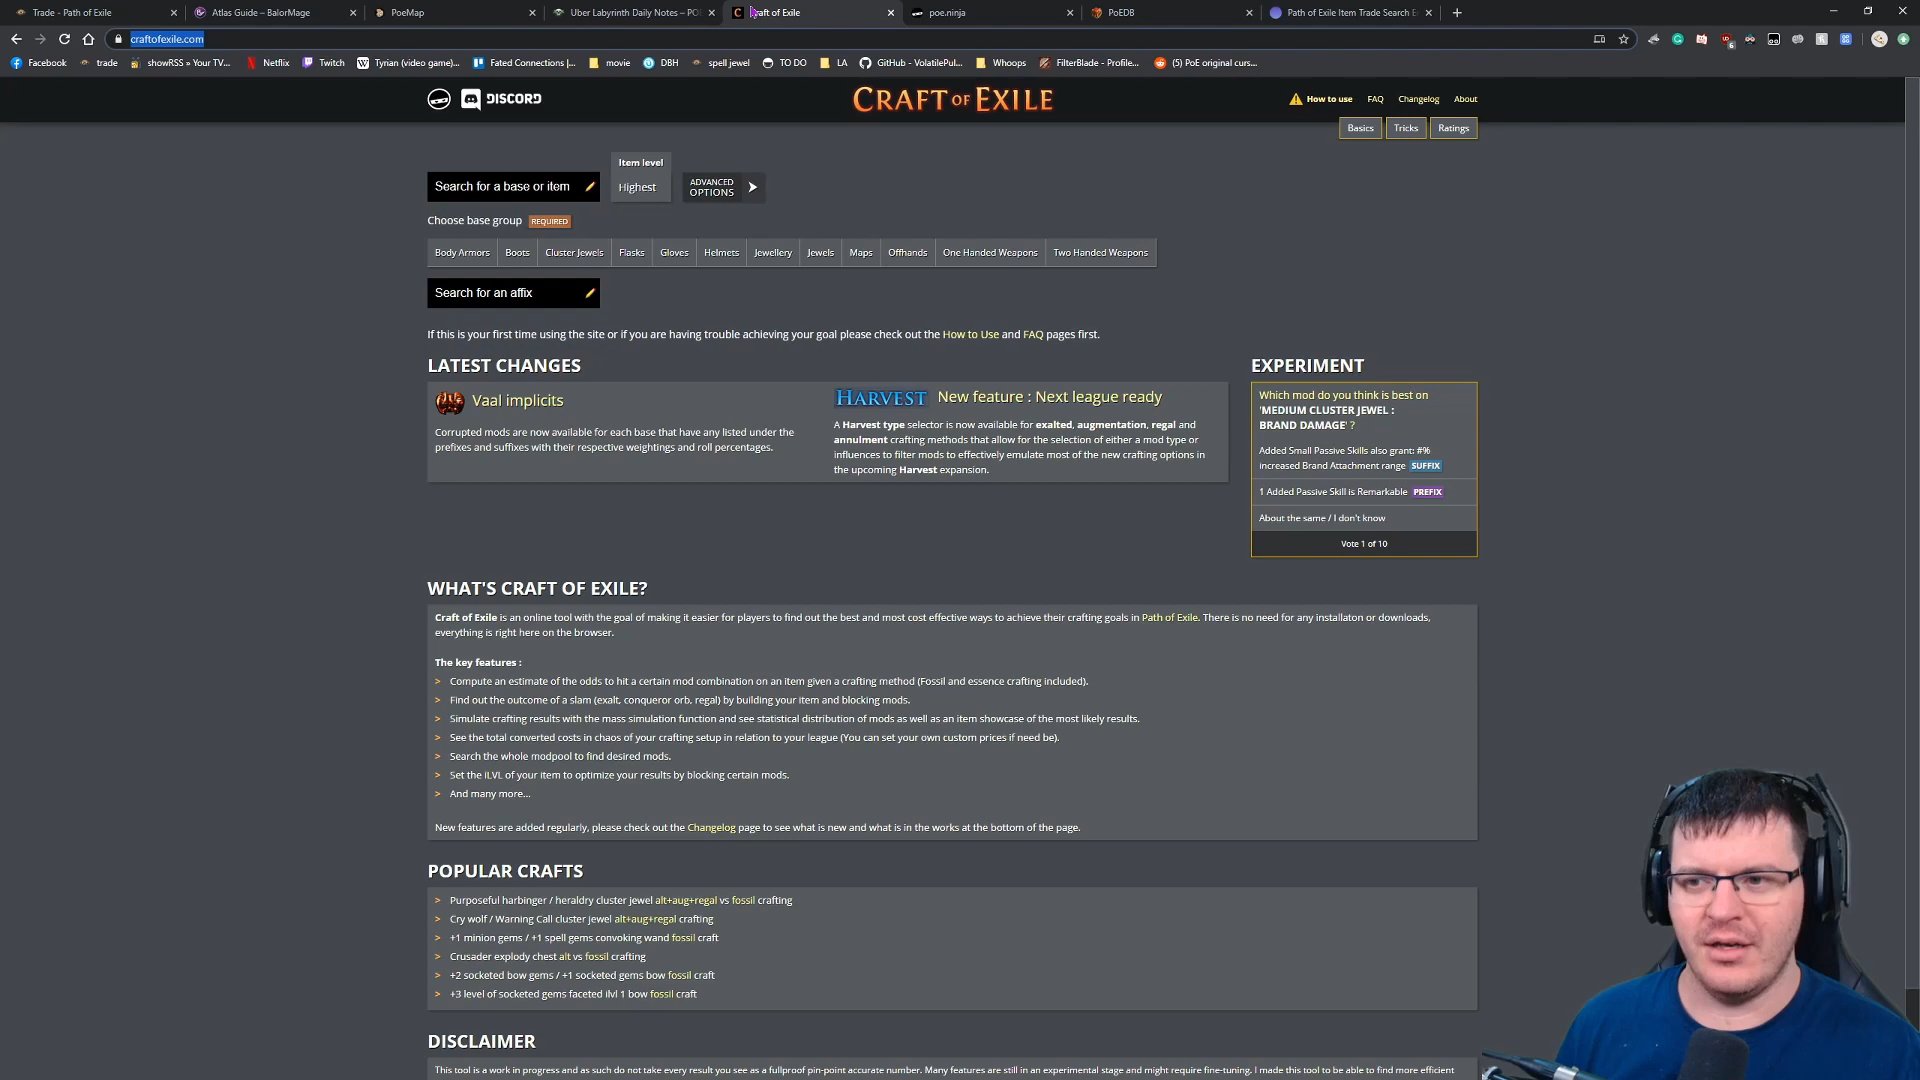 Trade - Path of Exile
Atlas Guide – BalorMage
PoeMap
Uber Labyrinth Daily Notes – PO
Craft of Exile
poe.ninja
PoEDB
Path of Exile Item Trade Search E
craftofexile.com
Facebook
trade
showRSS » Your TV...
Netflix
Twitch
Tyrian (video game)...
Fated Connections |...
movie
DBH
spell jewel
TO DO
LA
GitHub - VolatilePul...
Whoops
FilterBlade - Profile...
(5) PoE original curs...
DISCORD
CRAFT OF EXILE
How to use
FAQ
Changelog
About
Basics
Tricks
Ratings
Item level
Search for a base or item
Highest
ADVANCED
OPTIONS
Choose base group REQUIRED
Body Armors
Boots
Cluster Jewels
Flasks
Gloves
Helmets
Jewellery
Jewels
Maps
Offhands
One Handed Weapons
Two Handed Weapons
Search for an affix
If this is your first time using the site or if you are having trouble achieving your goal please check out the How to Use and FAQ pages first.
LATEST CHANGES
Vaal implicits
Corrupted mods are now available for each base that have any listed under the
prefixes and suffixes with their respective weightings and roll percentages.
HARVEST New feature : Next league ready
A Harvest type selector is now available for exalted, augmentation, regal and
annulment crafting methods that allow for the selection of either a mod type or
influences to filter mods to effectively emulate most of the new crafting options in
the upcoming Harvest expansion.
EXPERIMENT
Which mod do you think is best on
'MEDIUM CLUSTER JEWEL :
BRAND DAMAGE' ?
Added Small Passive Skills also grant: #%
increased Brand Attachment range SUFFIX
1 Added Passive Skill is Remarkable PREFIX
About the same / I don't know
Vote 1 of 10
WHAT'S CRAFT OF EXILE?
Craft of Exile is an online tool with the goal of making it easier for players to find out the best and most cost effective ways to achieve their crafting goals in Path of Exile. There is no need for any installaton or downloads,
everything is right here on the browser.
The key features :
> Compute an estimate of the odds to hit a certain mod combination on an item given a crafting method (Fossil and essence crafting included).
> Find out the outcome of a slam (exalt, conqueror orb, regal) by building your item and blocking mods.
> Simulate crafting results with the mass simulation function and see statistical distribution of mods as well as an item showcase of the most likely results.
> See the total converted costs in chaos of your crafting setup in relation to your league (You can set your own custom prices if need be).
> Search the whole modpool to find desired mods.
> Set the iLVL of your item to optimize your results by blocking certain mods.
> And many more...
New features are added regularly, please check out the Changelog page to see what is new and what is in the works at the bottom of the page.
POPULAR CRAFTS
> Purposeful harbinger / heraldry cluster jewel alt+aug+regal vs fossil crafting
> Cry wolf / Warning Call cluster jewel alt+aug+regal crafting
> +1 minion gems / +1 spell gems convoking wand fossil craft
> Crusader explody chest alt vs fossil crafting
> +2 socketed bow gems / +1 socketed gems bow fossil craft
> +3 level of socketed gems faceted ilvl 1 bow fossil craft
DISCLAIMER
This tool is a work in progress and as such do not take every result you see as a fullproof pin-point accurate number. Many features are still in an experimental stage and might require fine-tuning. I made this tool to be able to find more efficient